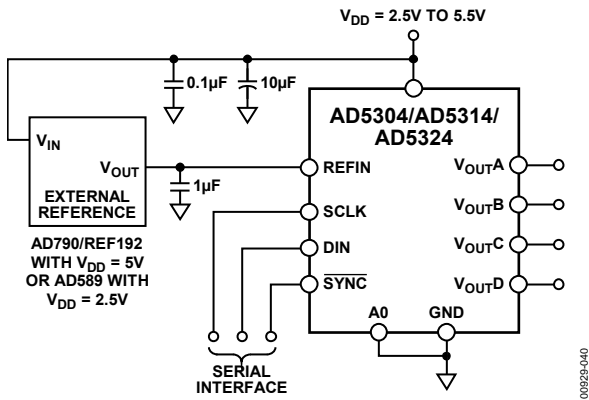 V_DD = 2.5V TO 5.5V
0.1µF
10µF
AD5304/AD5314/
AD5324
V_IN
V_OUT
EXTERNAL
REFERENCE
1µF
REFIN
SCLK
DIN
SYNC
V_OUTA
V_OUTB
V_OUTC
V_OUTD
A0
GND
AD790/REF192
WITH V_DD = 5V
OR AD589 WITH
V_DD = 2.5V
SERIAL
INTERFACE
00929-040